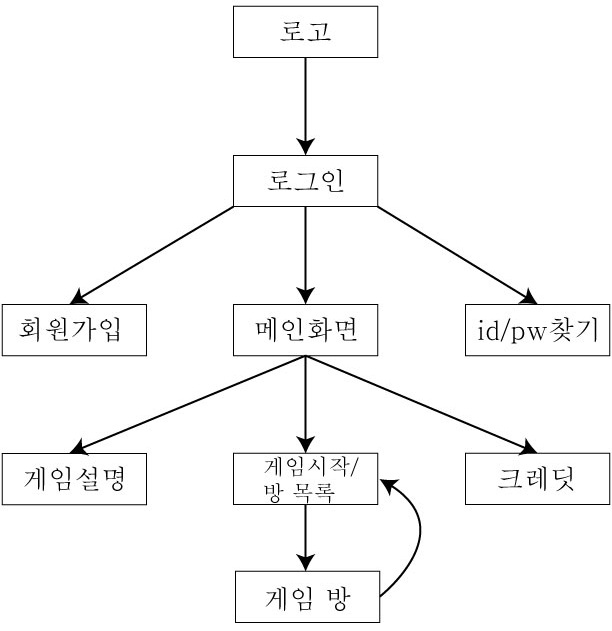 로고
로그인
회원가입
메인화면
id/pw찾기
게임설명
게임시작/
방 목록
크레딧
게임 방